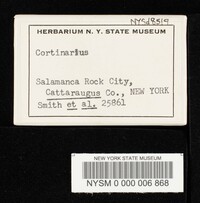 NYSd8519
HERBARIUM N. Y. STATE MUSEUM
Cortinarius
Salamanca Rock City,
Cattaraugus Co., NEW YORK
Smith et al. 25861
NEW YORK STATE MUSEUM
NYSM 0 000 006 868